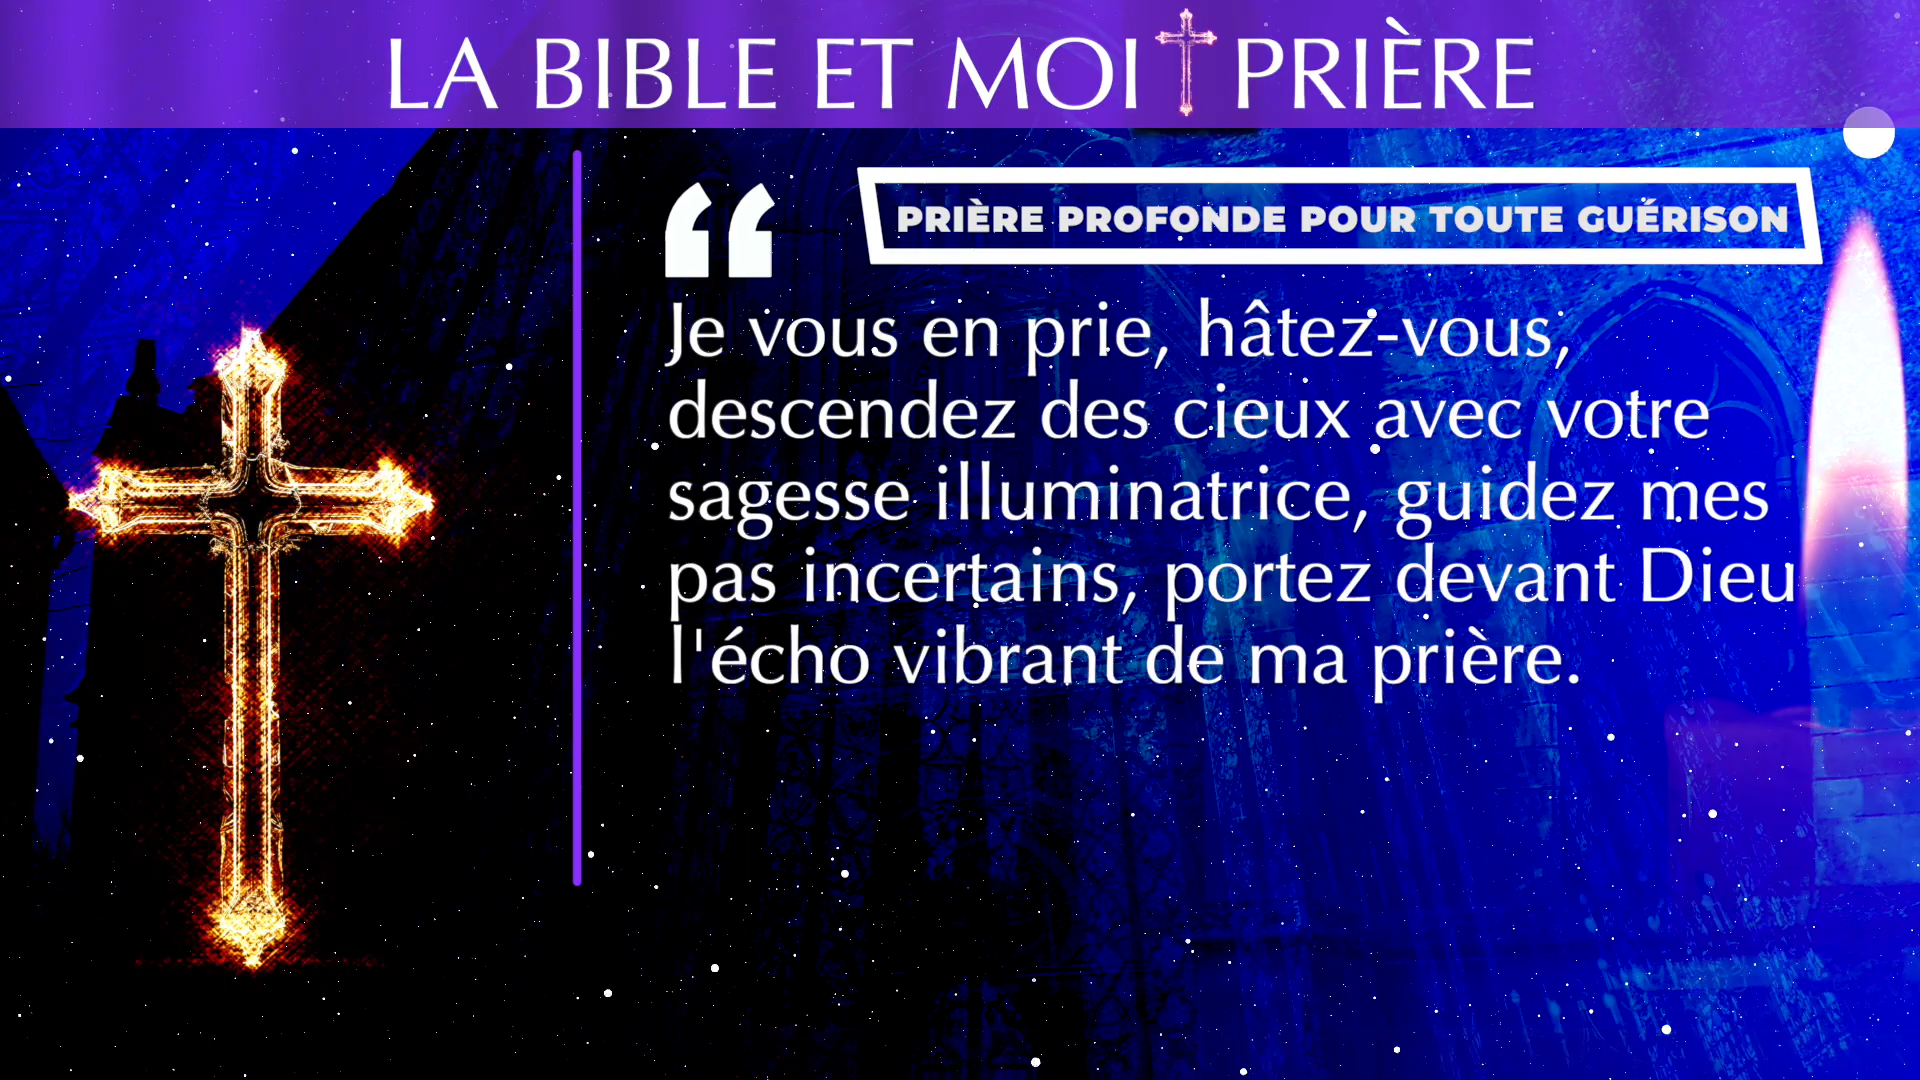 LA BIBLE ET MOI PRIÈRE
PRIÈRE PROFONDE POUR TOUTE GUÉRISON
“
Je vous en prie, hâtez-vous,
descendez des cieux avec votre
sagesse illuminatrice, guidez mes
pas incertains, portez devant Dieu
l'écho vibrant de ma prière.